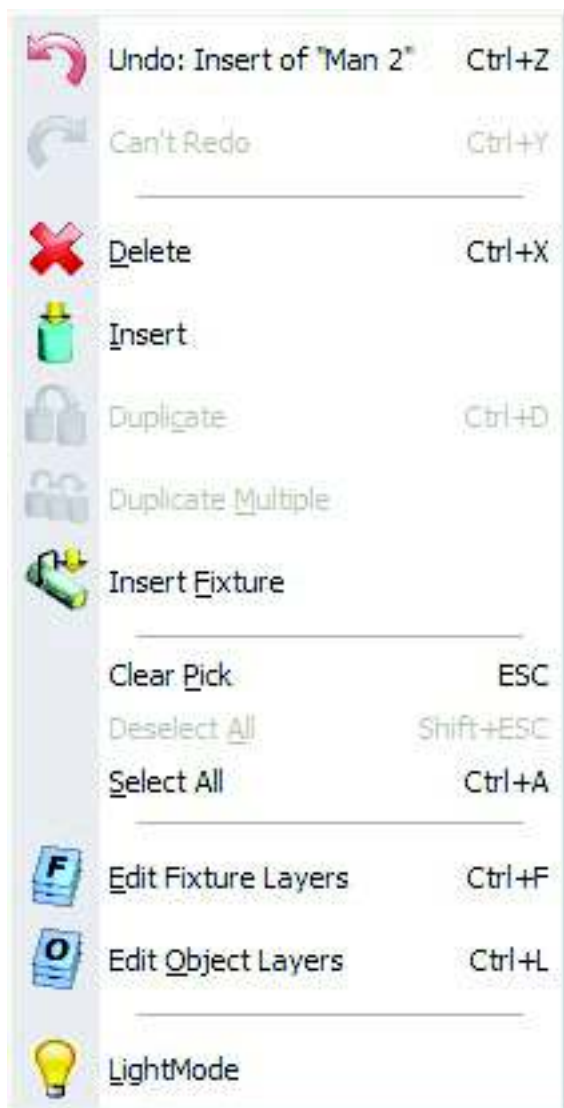 Undo: Insert of "Man 2" Ctrl+Z
Can't Redo Ctrl+Y
Delete Ctrl+X
Insert
Duplicate Ctrl+D
Duplicate Multiple
Insert Fixture
Clear Pick ESC
Deselect All Shift+ESC
Select All Ctrl+A
F Edit Fixture Layers Ctrl+F
O Edit Object Layers Ctrl+L
LightMode